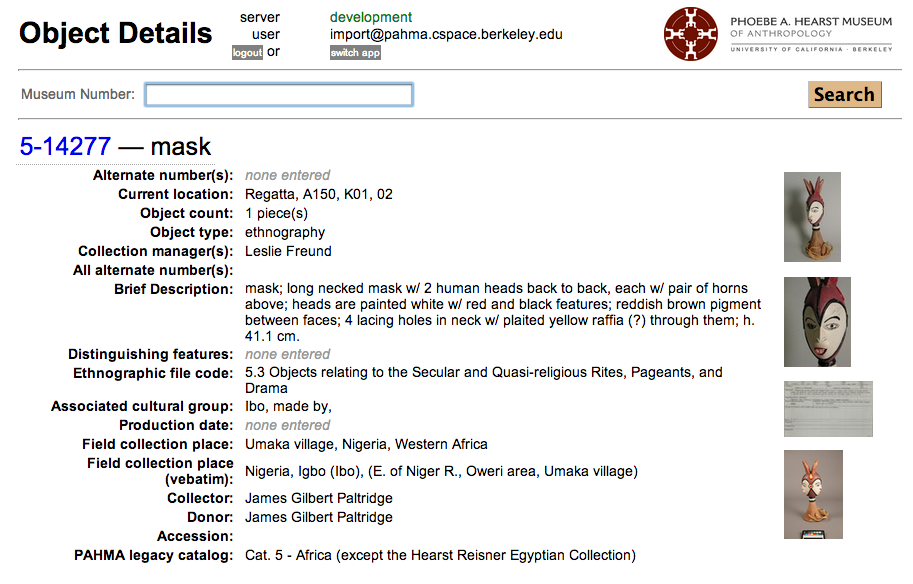 Object Details
server development
user import@pahma.cspace.berkeley.edu
logout or switch app
PHOEBE A. HEARST MUSEUM
OF ANTHROPOLOGY
UNIVERSITY OF CALIFORNIA · BERKELEY
Museum Number: Search
5-14277 — mask
Alternate number(s): none entered
Current location: Regatta, A150, K01, 02
Object count: 1 piece(s)
Object type: ethnography
Collection manager(s): Leslie Freund
All alternate number(s):
Brief Description: mask; long necked mask w/ 2 human heads back to back, each w/ pair of horns
above; heads are painted white w/ red and black features; reddish brown pigment
between faces; 4 lacing holes in neck w/ plaited yellow raffia (?) through them; h.
41.1 cm.
Distinguishing features: none entered
Ethnographic file code: 5.3 Objects relating to the Secular and Quasi-religious Rites, Pageants, and
Drama
Associated cultural group: Ibo, made by,
Production date: none entered
Field collection place: Umaka village, Nigeria, Western Africa
Field collection place
(vebatim): Nigeria, Igbo (Ibo), (E. of Niger R., Oweri area, Umaka village)
Collector: James Gilbert Paltridge
Donor: James Gilbert Paltridge
Accession:
PAHMA legacy catalog: Cat. 5 - Africa (except the Hearst Reisner Egyptian Collection)